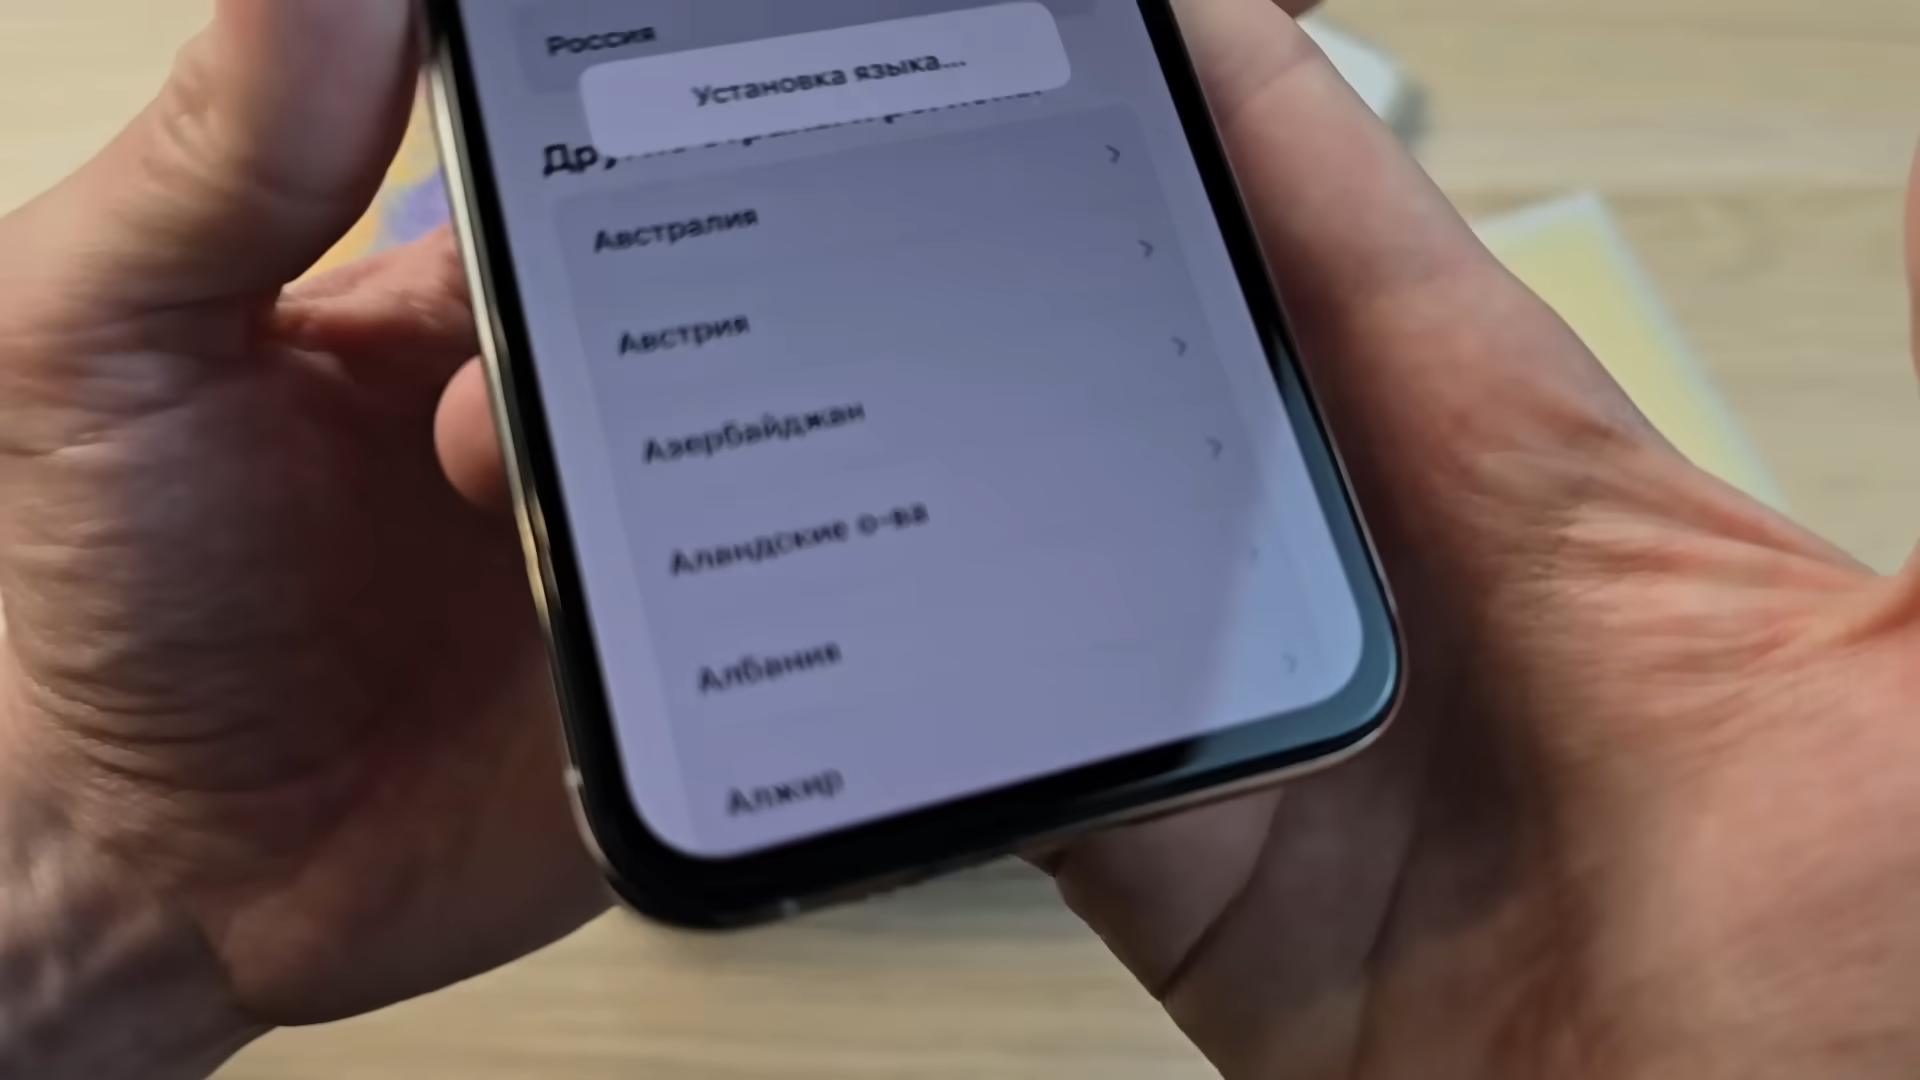 Россия
Установка языка...
Австралия
Австрия
Азербайджан
Аландские о-ва
Албания
Алжир